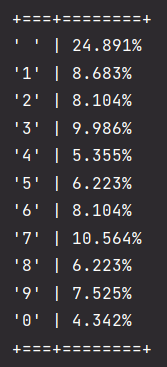 +===+========+
' ' | 24.891%
'1' | 8.683%
'2' | 8.104%
'3' | 9.986%
'4' | 5.355%
'5' | 6.223%
'6' | 8.104%
'7' | 10.564%
'8' | 6.223%
'9' | 7.525%
'0' | 4.342%
+===+========+